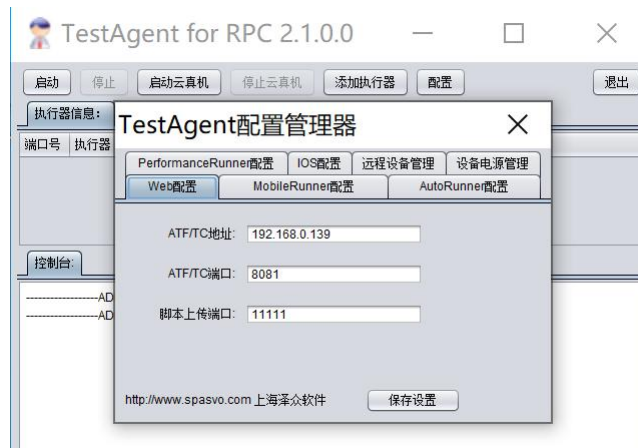 TestAgent for RPC 2.1.0.0
启动 停止 启动云真机 停止云真机 添加执行器 配置 退出
执行器信息:
端口号 执行器
TestAgent配置管理器
PerformanceRunner配置 IOS配置 远程设备管理 设备电源管理
Web配置 MobileRunner配置 AutoRunner配置
ATF/TC地址: 192.168.0.139
ATF/TC端口: 8081
脚本上传端口: 11111
控制台:
-------------------AD
-------------------AD
http://www.spasvo.com 上海泽众软件 保存设置